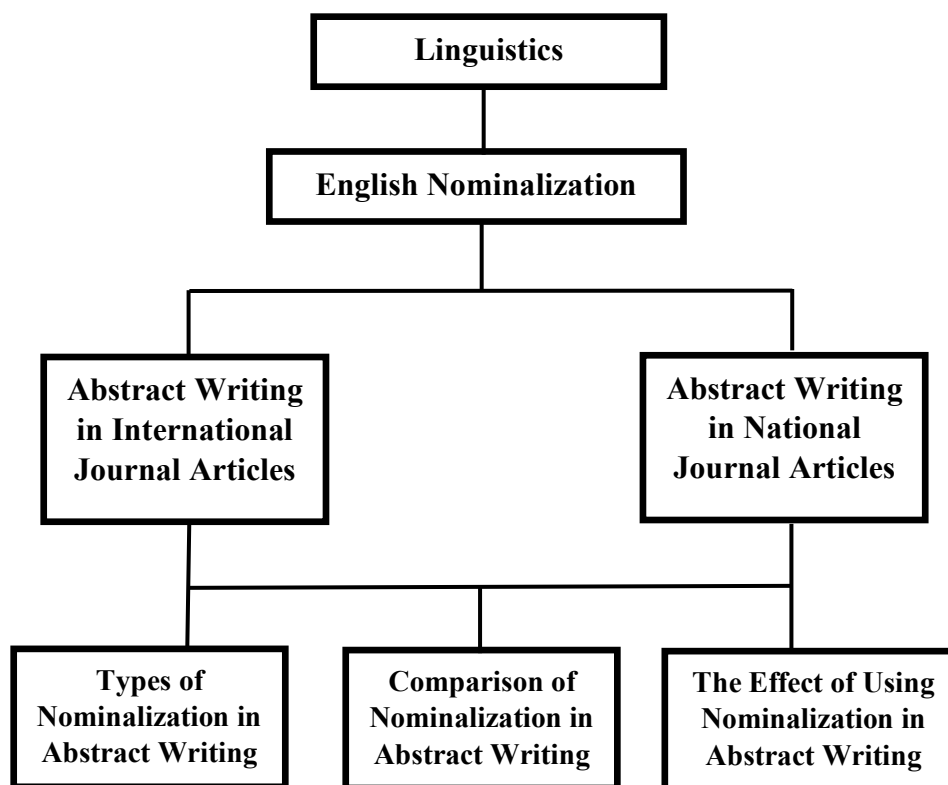 Linguistics
English Nominalization
Abstract Writing
in International
Journal Articles
Abstract Writing
in National
Journal Articles
Types of
Nominalization in
Abstract Writing
Comparison of
Nominalization in
Abstract Writing
The Effect of Using
Nominalization in
Abstract Writing